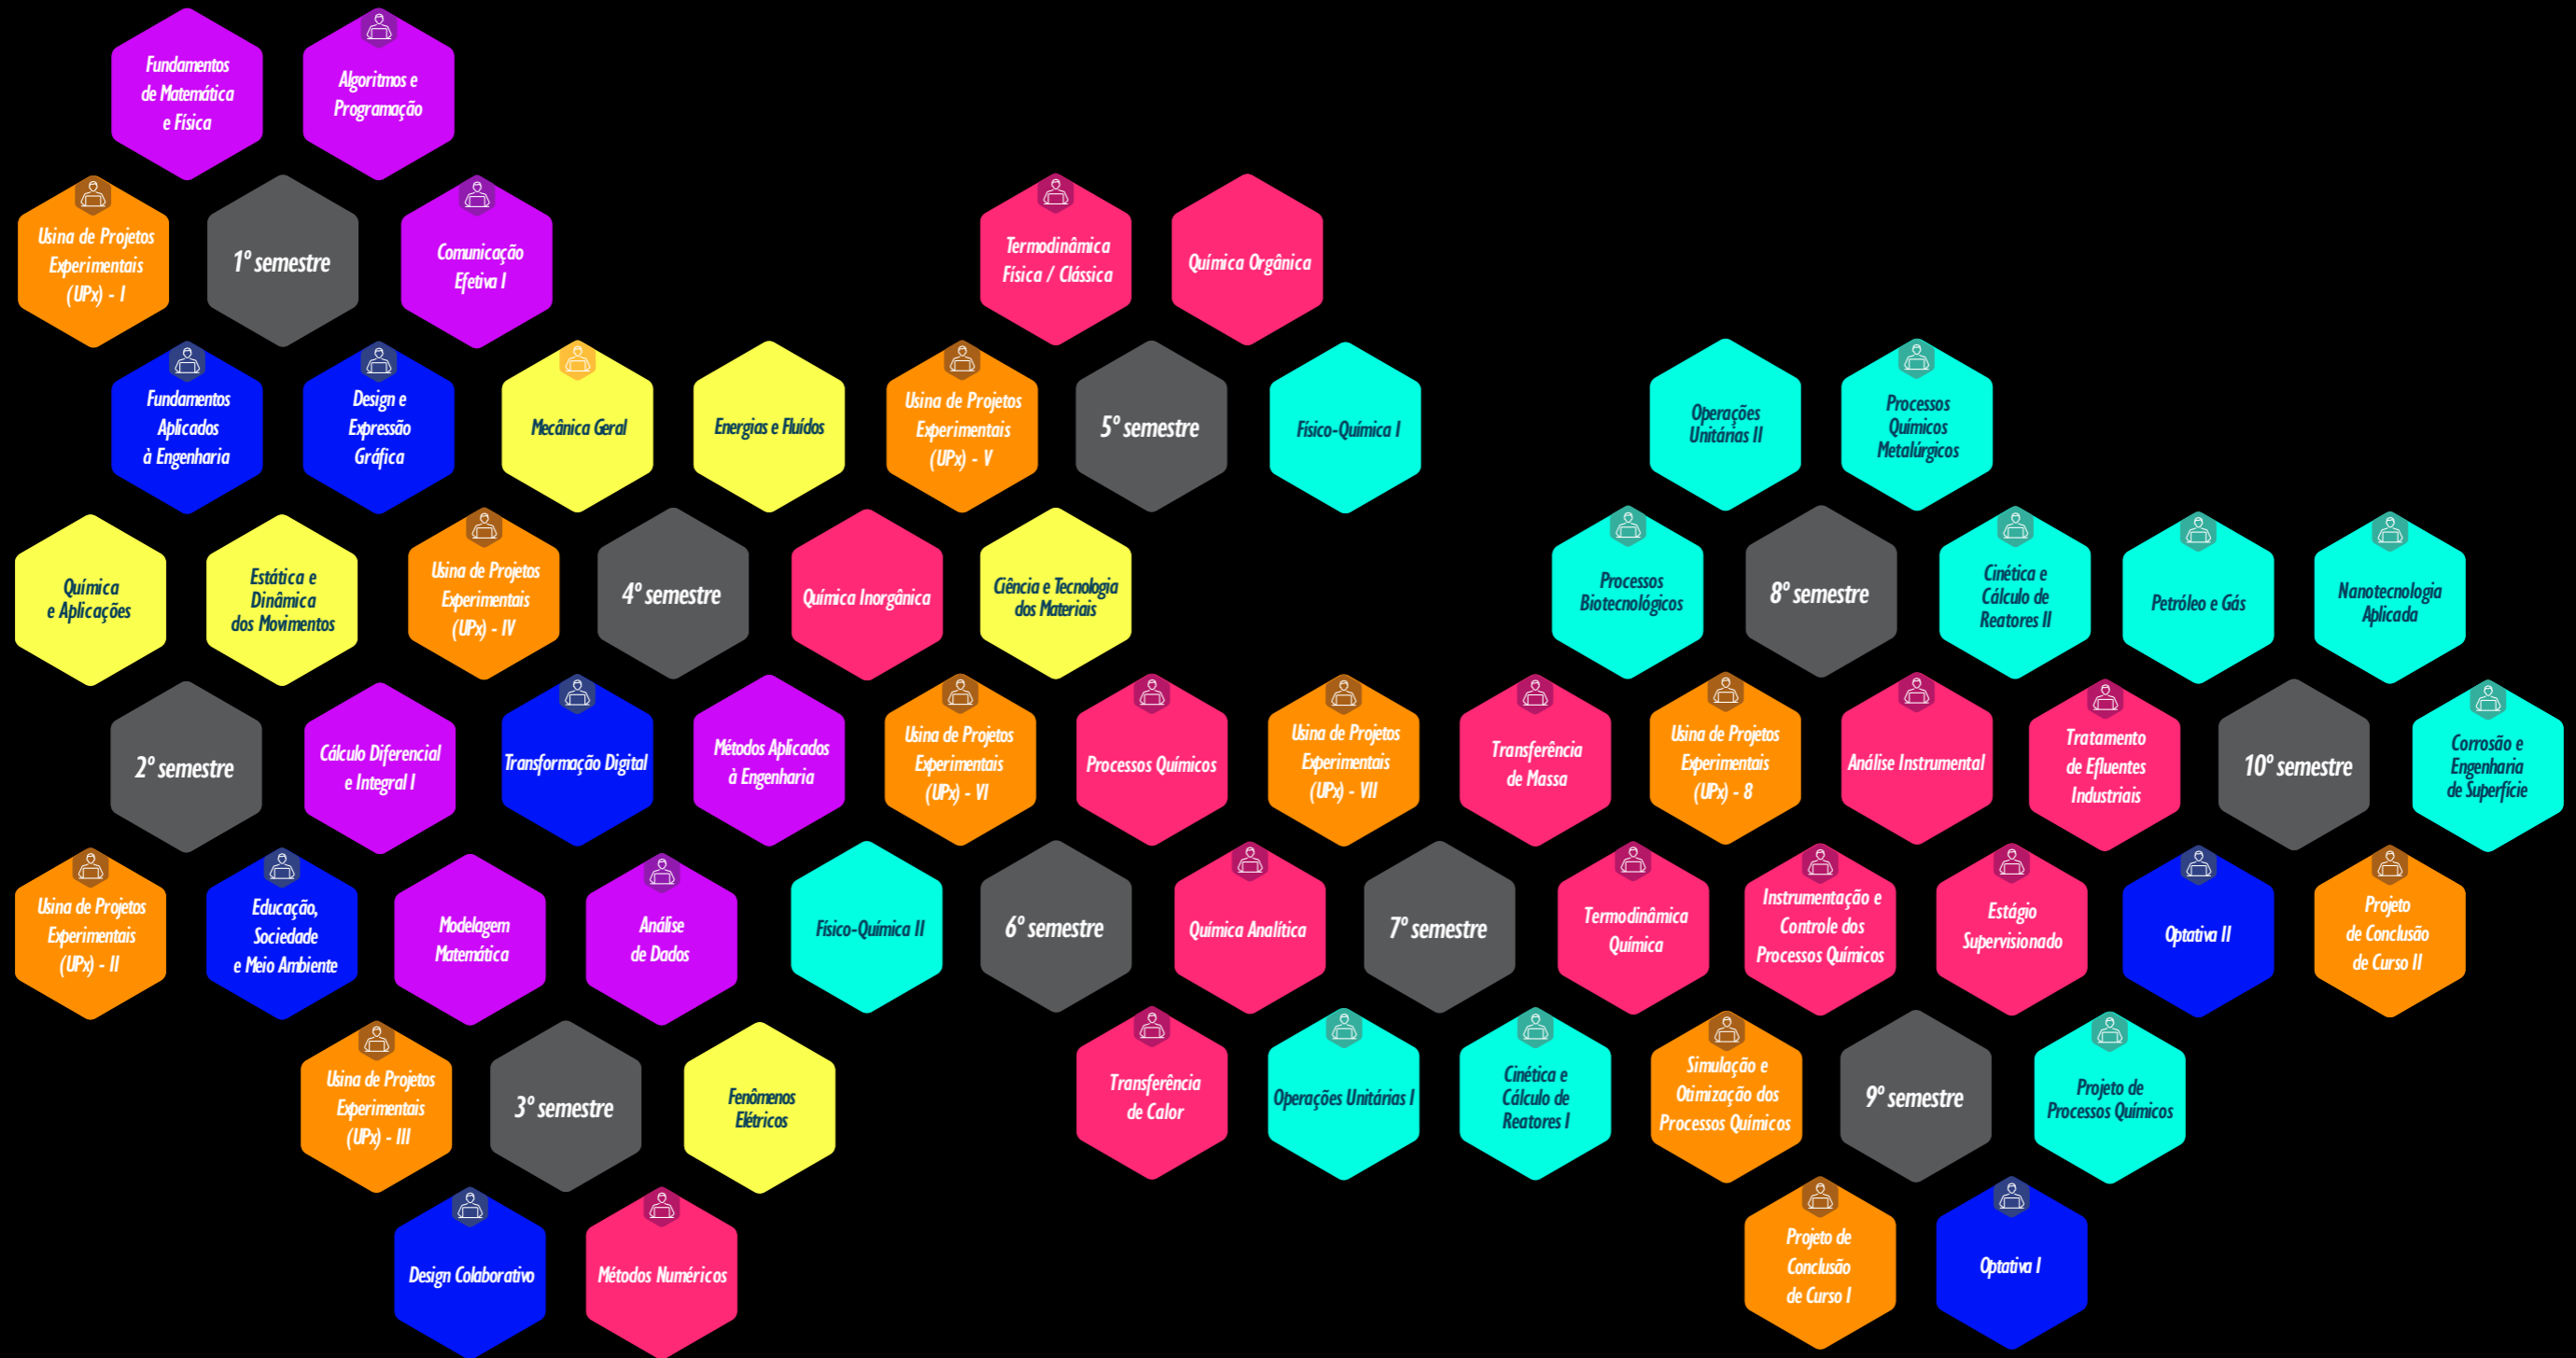 Fundamentos
de Matemática
e Física
Algoritmos e
Programação
Usina de Projetos
Experimentais
(UPx) - I
1º semestre
Comunicação
Efetiva I
Termodinâmica
Física / Clássica
Química Orgânica
Fundamentos
Aplicados
à Engenharia
Design e
Expressão
Gráfica
Mecânica Geral
Energias e Fluídos
Usina de Projetos
Experimentais
(UPx) - V
5º semestre
Físico-Química I
Operações
Unitárias II
Processos
Químicos
Metalúrgicos
Química
e Aplicações
Estática e
Dinâmica
dos Movimentos
Usina de Projetos
Experimentais
(UPx) - IV
4º semestre
Química Inorgânica
Ciência e Tecnologia
dos Materiais
Processos
Biotecnológicos
8º semestre
Cinética e
Cálculo de
Reatores II
Petróleo e Gás
Nanotecnologia
Aplicada
2º semestre
Cálculo Diferencial
e Integral I
Transformação Digital
Métodos Aplicados
à Engenharia
Usina de Projetos
Experimentais
(UPx) - VI
Processos Químicos
Usina de Projetos
Experimentais
(UPx) - VII
Transferência
de Massa
Usina de Projetos
Experimentais
(UPx) - 8
Análise Instrumental
Tratamento
de Efluentes
Industriais
10º semestre
Corrosão e
Engenharia
de Superfície
Usina de Projetos
Experimentais
(UPx) - II
Educação,
Sociedade
e Meio Ambiente
Modelagem
Matemática
Análise
de Dados
Físico-Química II
6º semestre
Química Analítica
7º semestre
Termodinâmica
Química
Instrumentação e
Controle dos
Processos Químicos
Estágio
Supervisionado
Optativa II
Projeto
de Conclusão
de Curso II
Usina de Projetos
Experimentais
(UPx) - III
3º semestre
Fenômenos
Elétricos
Transferência
de Calor
Operações Unitárias I
Cinética e
Cálculo de
Reatores I
Simulação e
Otimização dos
Processos Químicos
9º semestre
Projeto de
Processos Químicos
Design Colaborativo
Métodos Numéricos
Projeto de
Conclusão
de Curso I
Optativa I